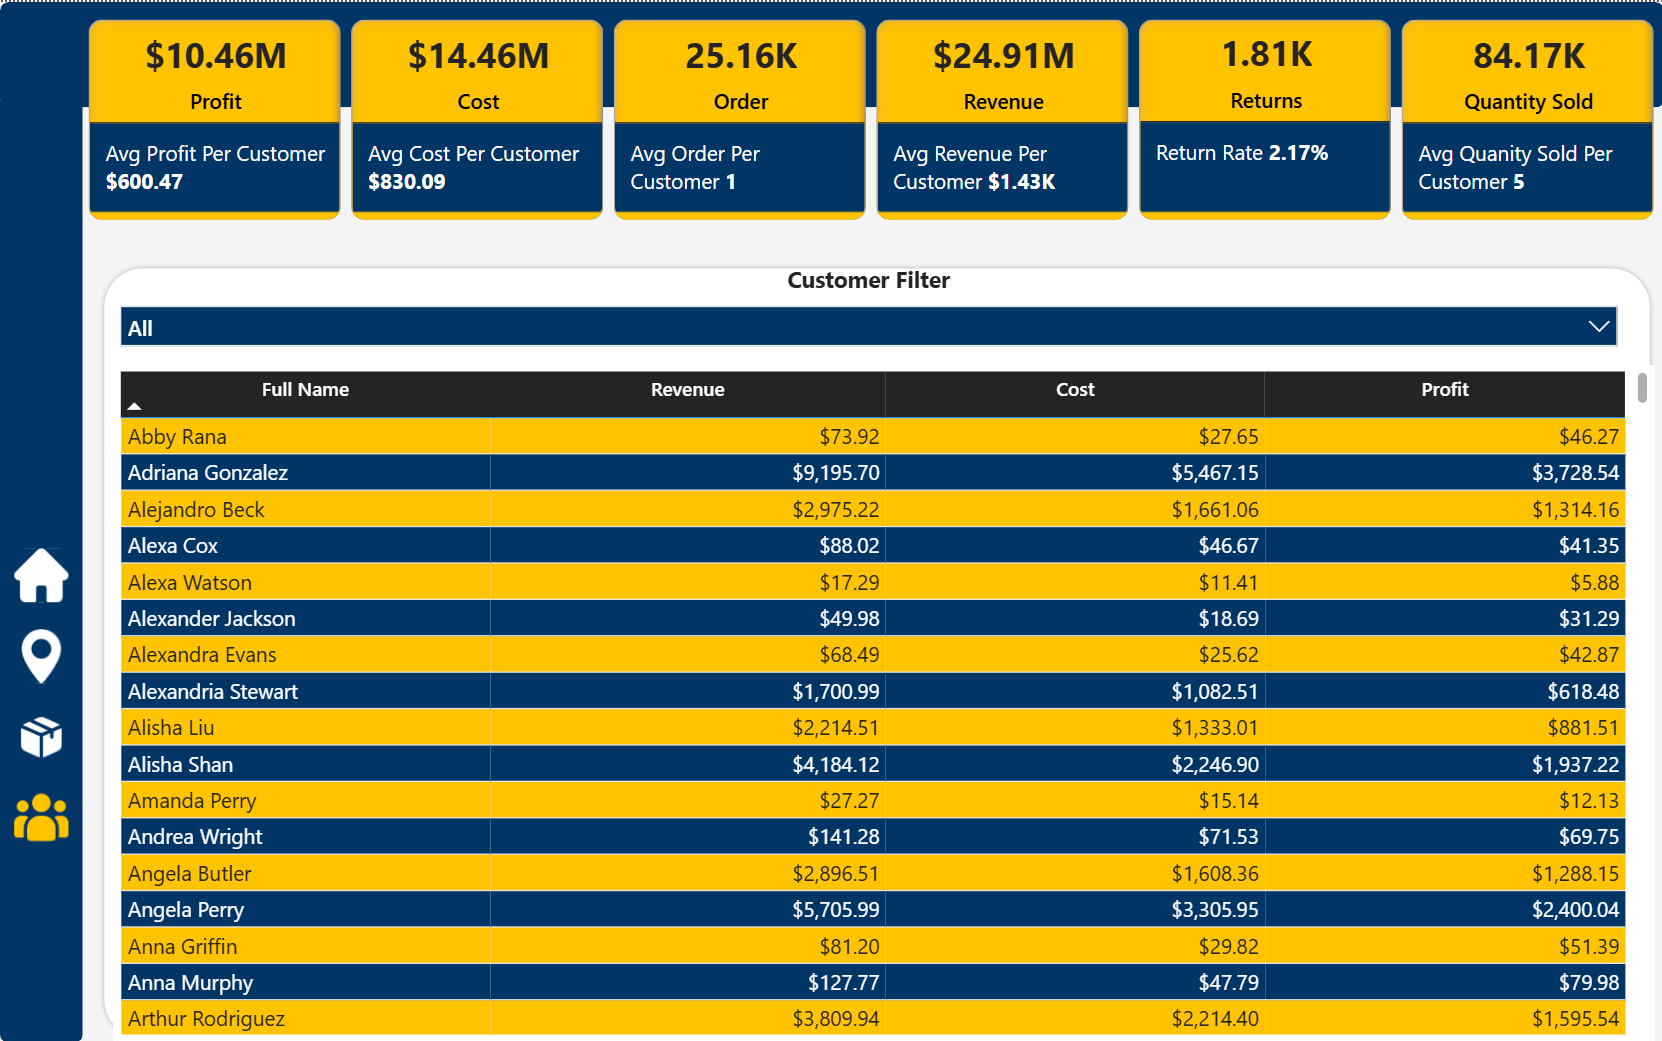 $10.46M
Profit
Avg Profit Per Customer
$600.47
$14.46M
Cost
Avg Cost Per Customer
$830.09
25.16K
Order
Avg Order Per
Customer 1
$24.91M
Revenue
Avg Revenue Per
Customer $1.43K
1.81K
Returns
Return Rate 2.17%
84.17K
Quantity Sold
Avg Quanity Sold Per
Customer 5
Customer Filter
All
Full Name Revenue Cost Profit
Abby Rana $73.92 $27.65 $46.27
Adriana Gonzalez $9,195.70 $5,467.15 $3,728.54
Alejandro Beck $2,975.22 $1,661.06 $1,314.16
Alexa Cox $88.02 $46.67 $41.35
Alexa Watson $17.29 $11.41 $5.88
Alexander Jackson $49.98 $18.69 $31.29
Alexandra Evans $68.49 $25.62 $42.87
Alexandria Stewart $1,700.99 $1,082.51 $618.48
Alisha Liu $2,214.51 $1,333.01 $881.51
Alisha Shan $4,184.12 $2,246.90 $1,937.22
Amanda Perry $27.27 $15.14 $12.13
Andrea Wright $141.28 $71.53 $69.75
Angela Butler $2,896.51 $1,608.36 $1,288.15
Angela Perry $5,705.99 $3,305.95 $2,400.04
Anna Griffin $81.20 $29.82 $51.39
Anna Murphy $127.77 $47.79 $79.98
Arthur Rodriguez $3,809.94 $2,214.40 $1,595.54